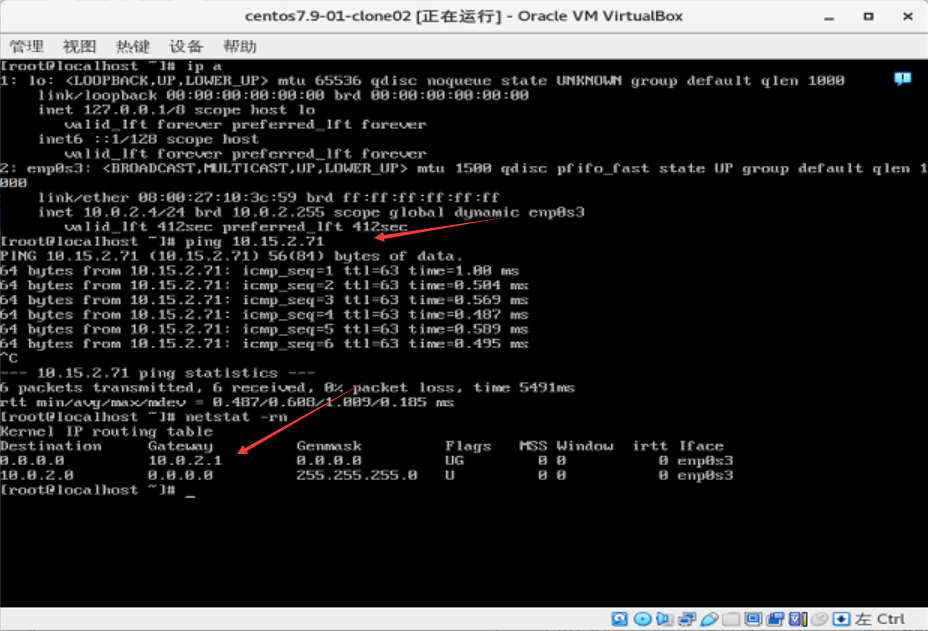 centos7.9-01-clone02 [正在运行] - Oracle VM VirtualBox
管理 视图 热键 设备 帮助
[root@localhost ~]# ip a
1: lo: <LOOPBACK,UP,LOWER_UP> mtu 65536 qdisc noqueue state UNKNOWN group default qlen 1000
link/loopback 00:00:00:00:00:00 brd 00:00:00:00:00:00
inet 127.0.0.1/8 scope host lo
valid_lft forever preferred_lft forever
inet6 ::1/128 scope host
valid_lft forever preferred_lft forever
2: enp0s3: <BROADCAST,MULTICAST,UP,LOWER_UP> mtu 1500 qdisc pfifo_fast state UP group default qlen 1
000
link/ether 08:00:27:10:3c:59 brd ff:ff:ff:ff:ff:ff
inet 10.0.2.4/24 brd 10.0.2.255 scope global dynamic enp0s3
valid_lft 412sec preferred_lft 412sec
[root@localhost ~]# ping 10.15.2.71
PING 10.15.2.71 (10.15.2.71) 56(84) bytes of data.
64 bytes from 10.15.2.71: icmp_seq=1 ttl=63 time=1.00 ms
64 bytes from 10.15.2.71: icmp_seq=2 ttl=63 time=0.504 ms
64 bytes from 10.15.2.71: icmp_seq=3 ttl=63 time=0.569 ms
64 bytes from 10.15.2.71: icmp_seq=4 ttl=63 time=0.487 ms
64 bytes from 10.15.2.71: icmp_seq=5 ttl=63 time=0.589 ms
64 bytes from 10.15.2.71: icmp_seq=6 ttl=63 time=0.495 ms
^C
--- 10.15.2.71 ping statistics ---
6 packets transmitted, 6 received, 0% packet loss, time 5491ms
rtt min/avg/max/mdev = 0.487/0.608/1.009/0.185 ms
[root@localhost ~]# netstat -rn
Kernel IP routing table
Destination Gateway Genmask Flags MSS Window irtt Iface
0.0.0.0 10.0.2.1 0.0.0.0 UG 0 0 0 enp0s3
10.0.2.0 0.0.0.0 255.255.255.0 U 0 0 0 enp0s3
[root@localhost ~]# _
左 Ctrl